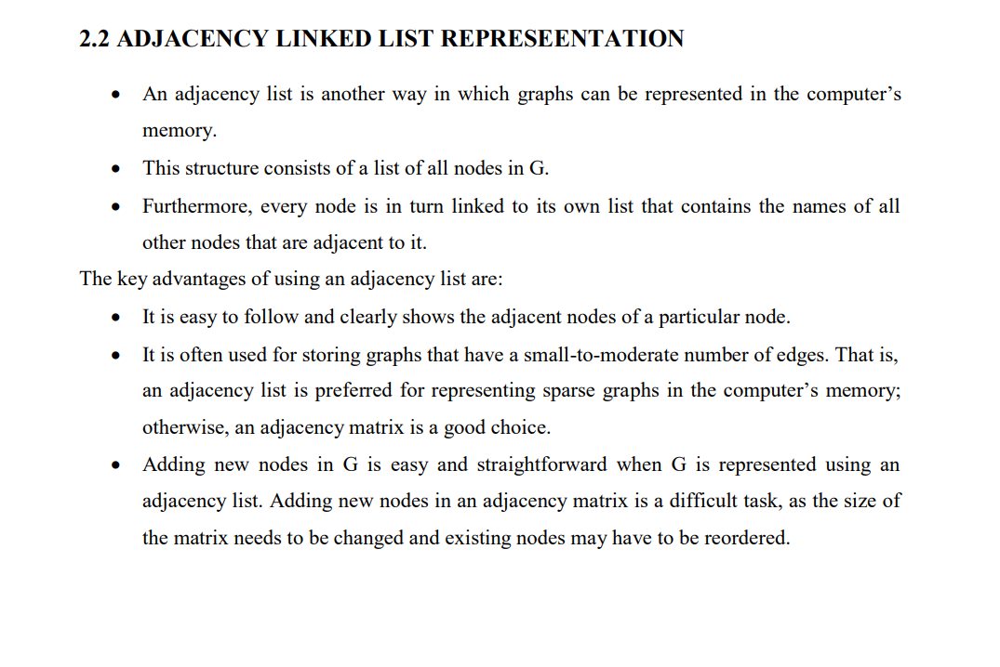 2.2 ADJACENCY LINKED LIST REPRESEENTATION
• An adjacency list is another way in which graphs can be represented in the computer’s
memory.
• This structure consists of a list of all nodes in G.
• Furthermore, every node is in turn linked to its own list that contains the names of all
other nodes that are adjacent to it.
The key advantages of using an adjacency list are:
• It is easy to follow and clearly shows the adjacent nodes of a particular node.
• It is often used for storing graphs that have a small-to-moderate number of edges. That is,
an adjacency list is preferred for representing sparse graphs in the computer’s memory;
otherwise, an adjacency matrix is a good choice.
• Adding new nodes in G is easy and straightforward when G is represented using an
adjacency list. Adding new nodes in an adjacency matrix is a difficult task, as the size of
the matrix needs to be changed and existing nodes may have to be reordered.